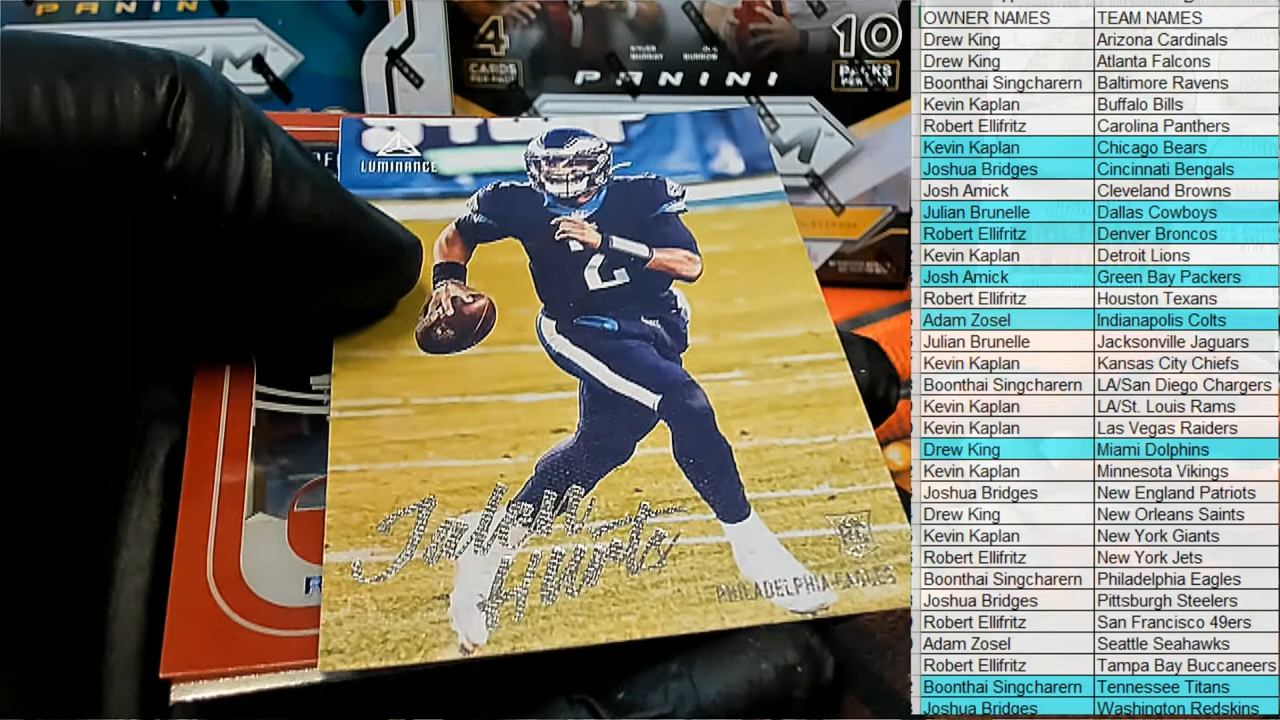 PANINI
4
CARDS
PER PACK
10
PACKS
PER BOX
PANINI
LUMINANCE
2
Jalen
Hurts
PHILADELPHIA EAGLES
OWNER NAMES TEAM NAMES
Drew King Arizona Cardinals
Drew King Atlanta Falcons
Boonthai Singcharern Baltimore Ravens
Kevin Kaplan Buffalo Bills
Robert Ellifritz Carolina Panthers
Kevin Kaplan Chicago Bears
Joshua Bridges Cincinnati Bengals
Josh Amick Cleveland Browns
Julian Brunelle Dallas Cowboys
Robert Ellifritz Denver Broncos
Kevin Kaplan Detroit Lions
Josh Amick Green Bay Packers
Robert Ellifritz Houston Texans
Adam Zosel Indianapolis Colts
Julian Brunelle Jacksonville Jaguars
Kevin Kaplan Kansas City Chiefs
Boonthai Singcharern LA/San Diego Chargers
Kevin Kaplan LA/St. Louis Rams
Kevin Kaplan Las Vegas Raiders
Drew King Miami Dolphins
Kevin Kaplan Minnesota Vikings
Joshua Bridges New England Patriots
Drew King New Orleans Saints
Kevin Kaplan New York Giants
Robert Ellifritz New York Jets
Boonthai Singcharern Philadelphia Eagles
Joshua Bridges Pittsburgh Steelers
Robert Ellifritz San Francisco 49ers
Adam Zosel Seattle Seahawks
Robert Ellifritz Tampa Bay Buccaneers
Boonthai Singcharern Tennessee Titans
Joshua Bridges Washington Redskins